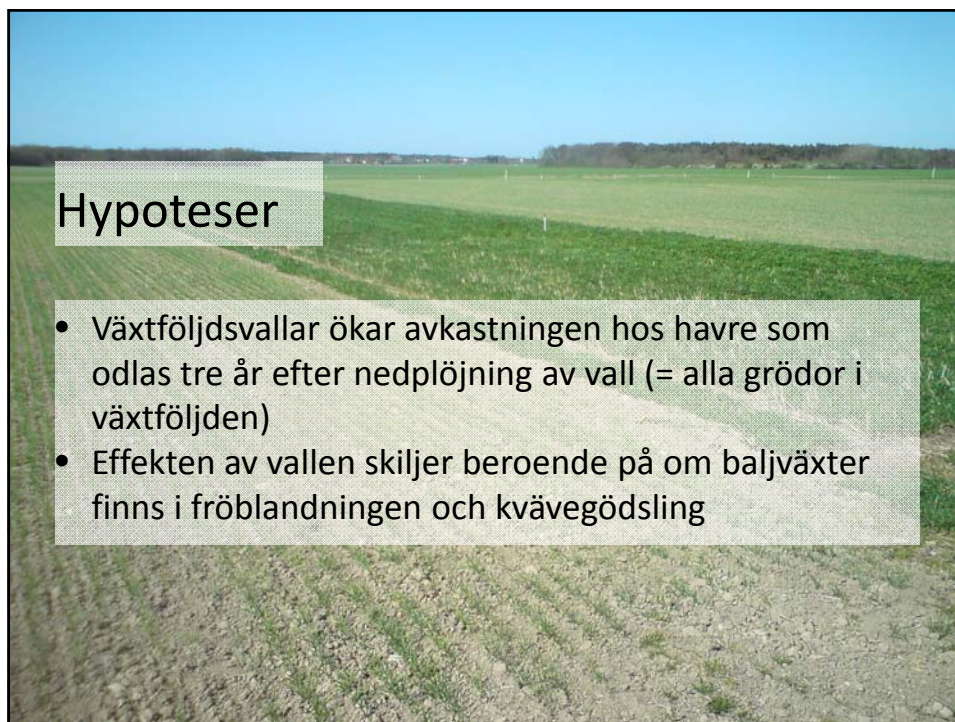 Hypoteser
• Växtföljdsvallar ökar avkastningen hos havre som
odlas tre år efter nedplöjning av vall (= alla grödor i
växtföljden)
• Effekten av vallen skiljer beroende på om baljväxter
finns i fröblandningen och kvävegödsling